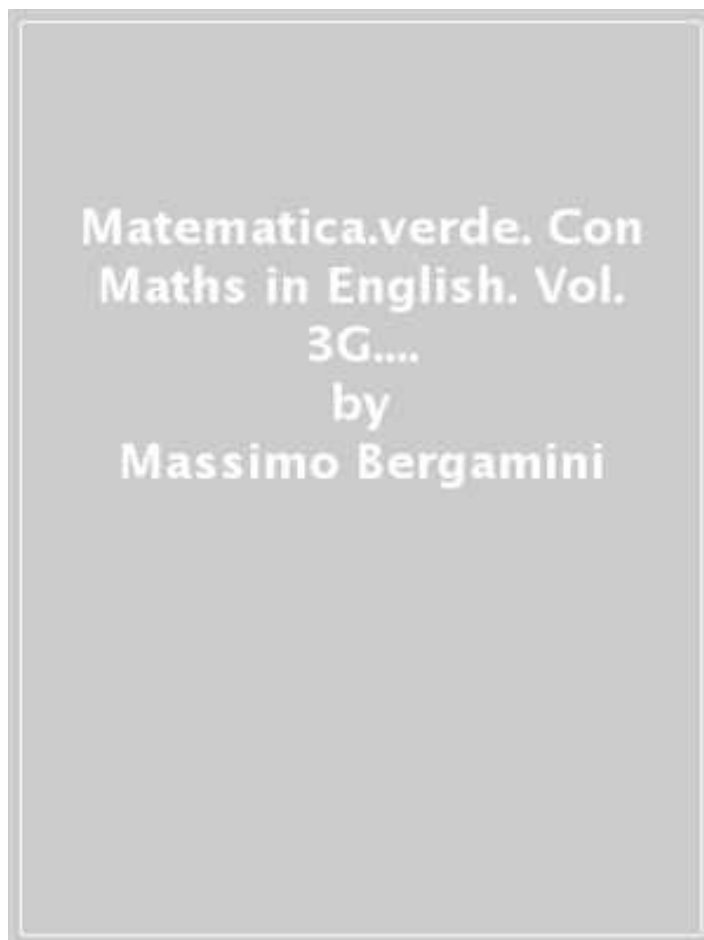 Matematica.verde. Con
Maths in English. Vol.
3G....
by
Massimo Bergamini